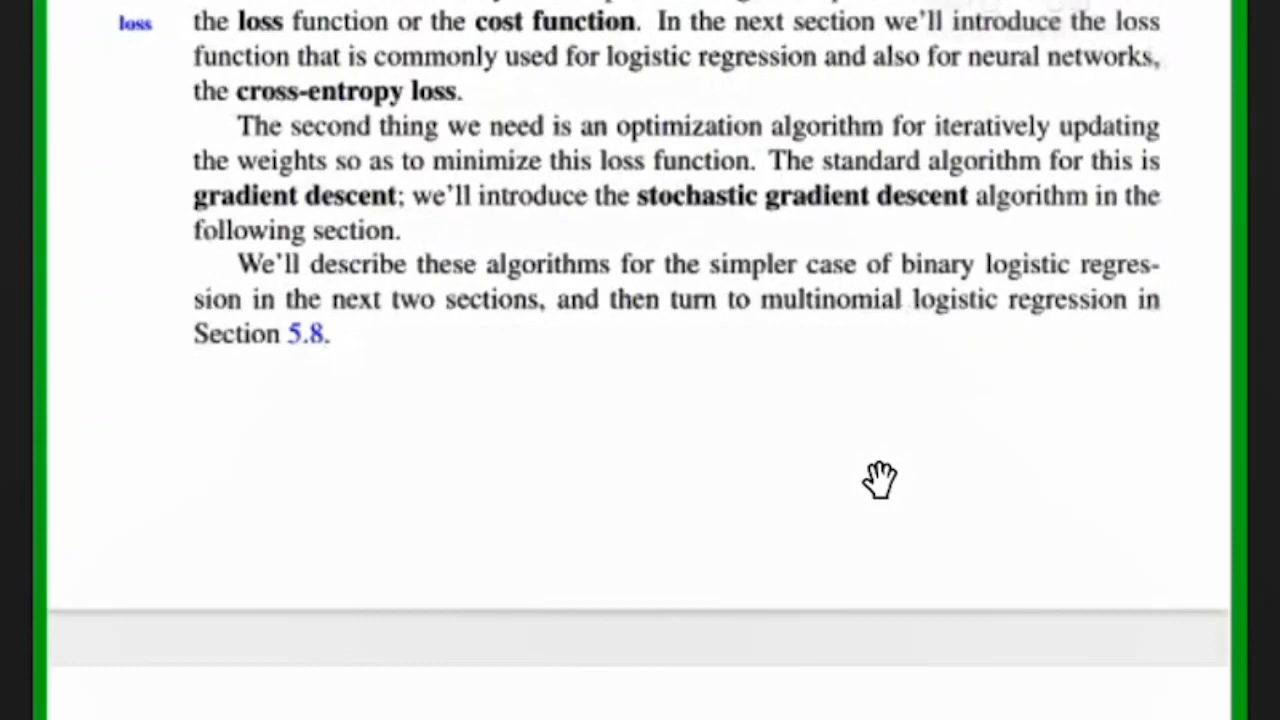 loss
the loss function or the cost function. In the next section we'll introduce the loss
function that is commonly used for logistic regression and also for neural networks,
the cross-entropy loss.
The second thing we need is an optimization algorithm for iteratively updating
the weights so as to minimize this loss function. The standard algorithm for this is
gradient descent; we'll introduce the stochastic gradient descent algorithm in the
following section.
We'll describe these algorithms for the simpler case of binary logistic regres-
sion in the next two sections, and then turn to multinomial logistic regression in
Section 5.8.